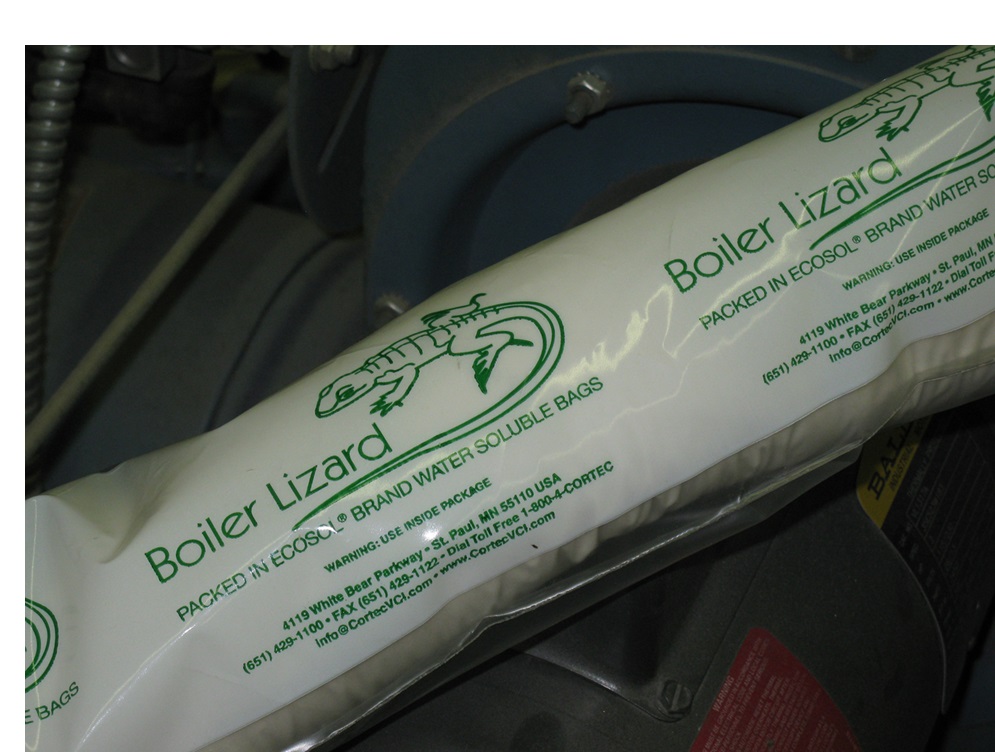 Boiler Lizard
PACKED IN ECOSOL® BRAND WATER SOLUBLE BAGS
WARNING: USE INSIDE PACKAGE
4119 White Bear Parkway • St. Paul, MN 55110 USA
(651) 429-1100 • FAX (651) 429-1122 • Dial Toll Free 1-800-4-CORTEC
Info@CortecVCI.com • www.CortecVCI.com
Boiler Lizard
PACKED IN ECOSOL® BRAND WATER SO
WARNING: USE INSIDE PACKAGE
4119 White Bear Parkway • St. Paul, MN
(651) 429-1100 • FAX (651) 429-1122 • Dial Toll F
Info@CortecVCI.com • www.Cortec
E BAGS
BAL